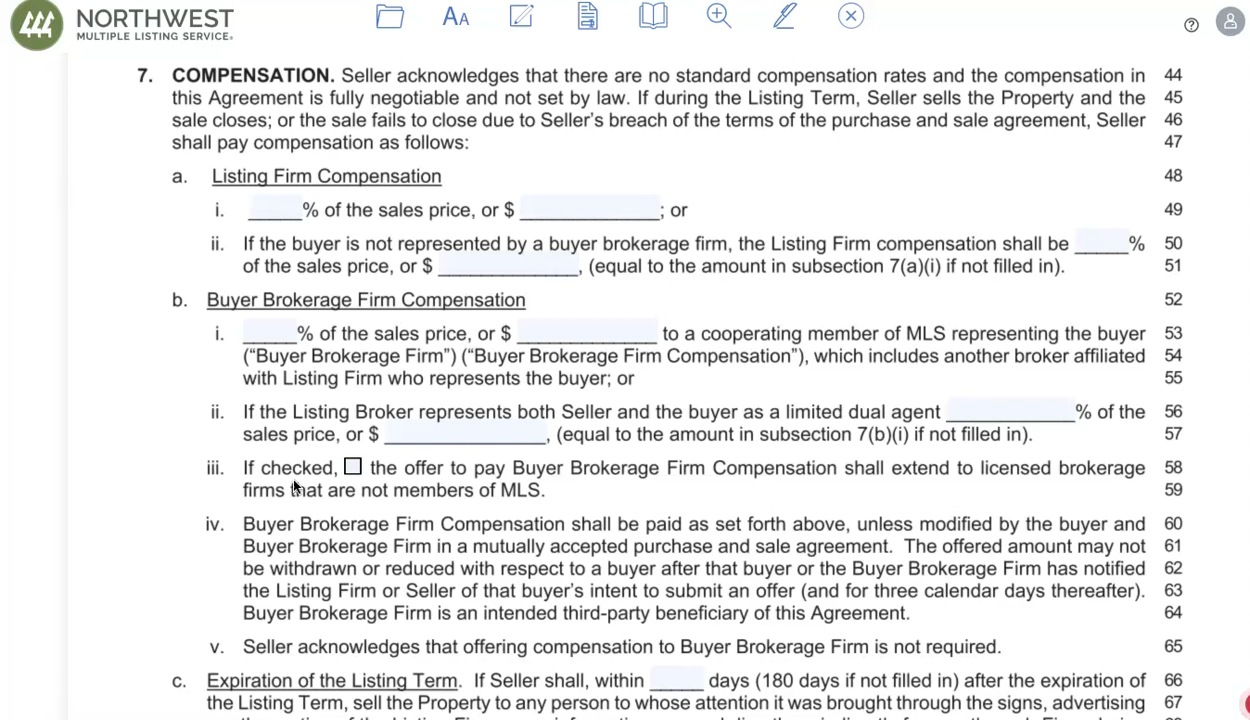 NORTHWEST
MULTIPLE LISTING SERVICE®
AA
?
7. COMPENSATION. Seller acknowledges that there are no standard compensation rates and the compensation in 44
this Agreement is fully negotiable and not set by law. If during the Listing Term, Seller sells the Property and the 45
sale closes; or the sale fails to close due to Seller's breach of the terms of the purchase and sale agreement, Seller 46
shall pay compensation as follows: 47
a. Listing Firm Compensation 48
i. _____% of the sales price, or $ _____________; or 49
ii. If the buyer is not represented by a buyer brokerage firm, the Listing Firm compensation shall be _____% 50
of the sales price, or $ _____________, (equal to the amount in subsection 7(a)(i) if not filled in). 51
b. Buyer Brokerage Firm Compensation 52
i. _____% of the sales price, or $ _____________ to a cooperating member of MLS representing the buyer 53
("Buyer Brokerage Firm") ("Buyer Brokerage Firm Compensation"), which includes another broker affiliated 54
with Listing Firm who represents the buyer; or 55
ii. If the Listing Broker represents both Seller and the buyer as a limited dual agent ____________% of the 56
sales price, or $ _______________, (equal to the amount in subsection 7(b)(i) if not filled in). 57
iii. If checked, ☐ the offer to pay Buyer Brokerage Firm Compensation shall extend to licensed brokerage 58
firms that are not members of MLS. 59
iv. Buyer Brokerage Firm Compensation shall be paid as set forth above, unless modified by the buyer and 60
Buyer Brokerage Firm in a mutually accepted purchase and sale agreement. The offered amount may not 61
be withdrawn or reduced with respect to a buyer after that buyer or the Buyer Brokerage Firm has notified 62
the Listing Firm or Seller of that buyer's intent to submit an offer (and for three calendar days thereafter). 63
Buyer Brokerage Firm is an intended third-party beneficiary of this Agreement. 64
v. Seller acknowledges that offering compensation to Buyer Brokerage Firm is not required. 65
c. Expiration of the Listing Term. If Seller shall, within _____ days (180 days if not filled in) after the expiration of 66
the Listing Term, sell the Property to any person to whose attention it was brought through the signs, advertising 67